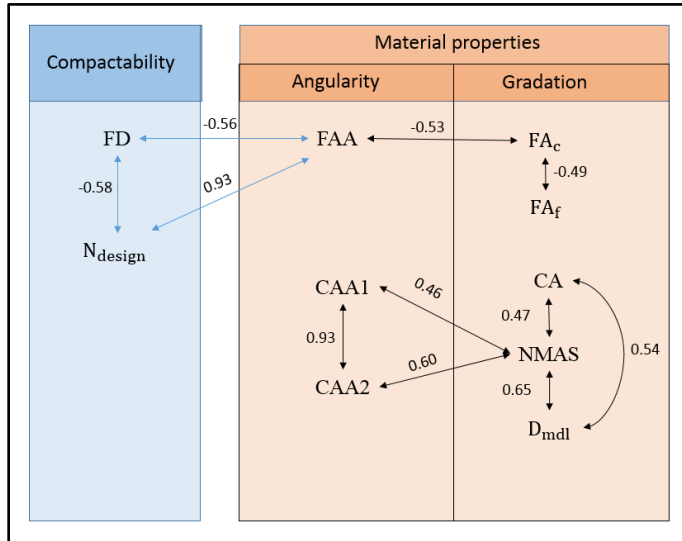 Material properties
Compactability
Angularity
Gradation
-0.56
-0.53
FD
FAA
FAc
-0.58
0.93
-0.49
FAf
Ndesign
CAA1
0.46
CA
0.47
0.93
NMAS
0.54
0.60
0.65
CAA2
Dmdl